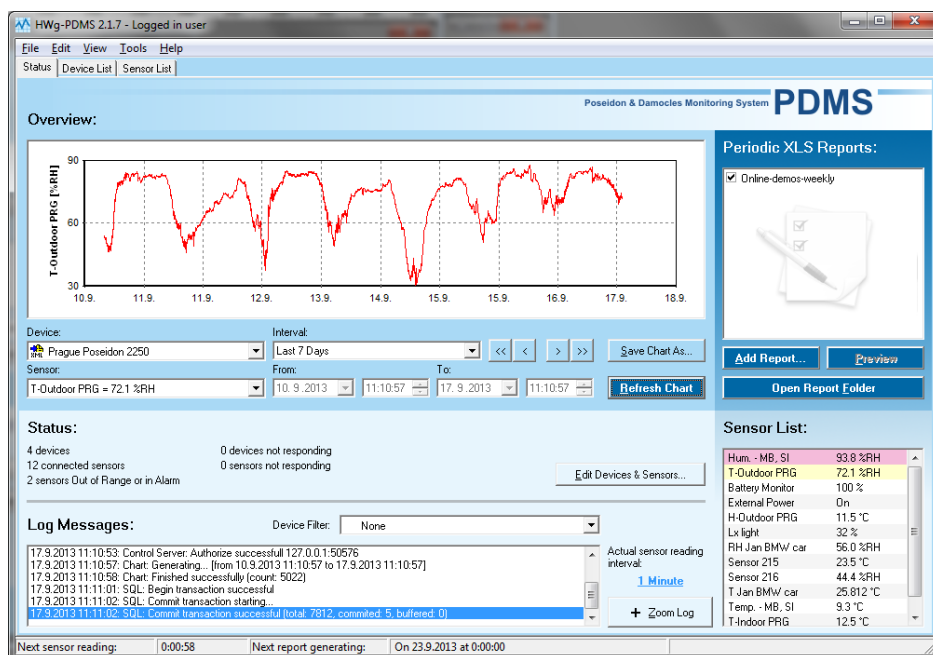 HWg-PDMS 2.1.7 - Logged in user
File Edit View Tools Help
Status Device List Sensor List
Poseidon & Damocles Monitoring System PDMS
Overview:
T-Outdoor PRG [%RH]
90
60
30
10.9. 11.9. 11.9. 12.9. 13.9. 14.9. 15.9. 15.9. 16.9. 17.9. 18.9.
Device: Interval:
XML Prague Poseidon 2250 Last 7 Days << < > >> Save Chart As...
Sensor: From: To:
T-Outdoor PRG = 72.1 %RH 10. 9.2013 11:10:57 17. 9.2013 11:10:57 Refresh Chart
Periodic XLS Reports:
Online-demos-weekly
Add Report... Preview
Open Report Folder
Status:
4 devices 0 devices not responding
12 connected sensors 0 sensors not responding
2 sensors Out of Range or in Alarm
Edit Devices & Sensors...
Log Messages: Device Filter: None
17.9.2013 11:10:53: Control Server: Authorize successfull 127.0.0.1:50576
17.9.2013 11:10:57: Chart: Generating... [from 10.9.2013 11:10:57 to 17.9.2013 11:10:57]
17.9.2013 11:10:58: Chart: Finished successfully (count: 5022)
17.9.2013 11:11:01: SQL: Begin transaction successful
17.9.2013 11:11:02: SQL: Commit transaction starting...
17.9.2013 11:11:02: SQL: Commit transaction successful (total: 7812, commited: 5, buffered: 0)
Actual sensor reading
interval:
1 Minute
+ Zoom Log
Sensor List:
Hum. - MB, SI 93.8 %RH
T-Outdoor PRG 72.1 %RH
Battery Monitor 100 %
External Power On
H-Outdoor PRG 11.5 °C
Lx light 32 %
RH Jan BMW car 56.0 %RH
Sensor 215 23.5 °C
Sensor 216 44.4 %RH
T Jan BMW car 25.812 °C
Temp. - MB, SI 9.3 °C
T-Indoor PRG 12.5 °C
Next sensor reading: 0:00:58 Next report generating: On 23.9.2013 at 0:00:00